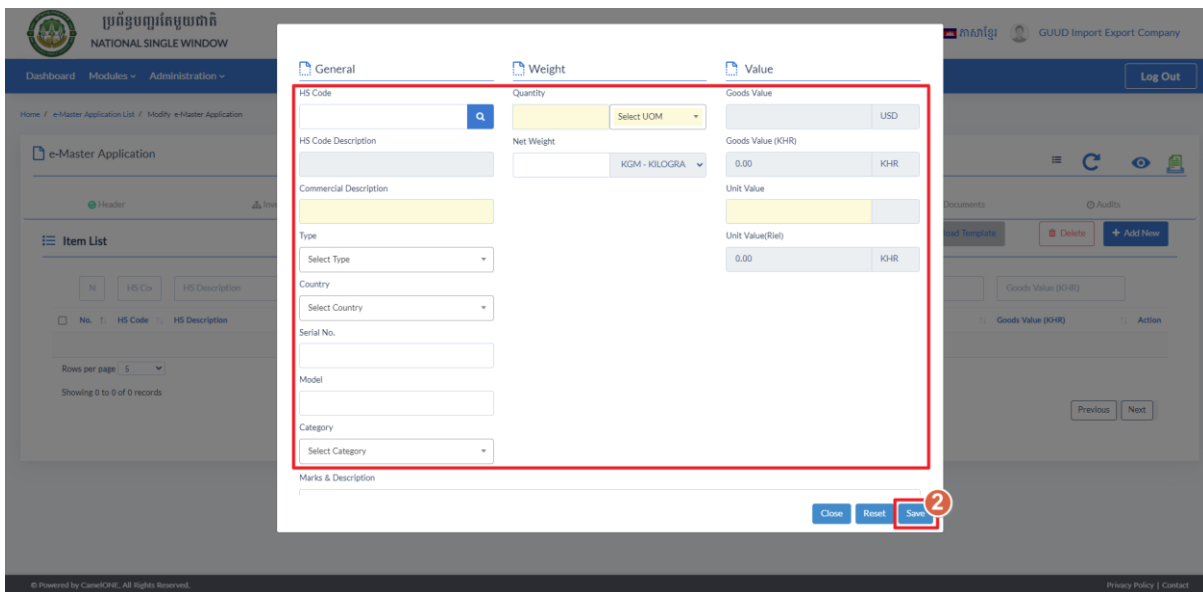 ប្រព័ន្ធបញ្ជរតែមួយជាតិ
NATIONAL SINGLE WINDOW
ភាសាខ្មែរ GUUD Import Export Company
Dashboard Modules Administration Log Out
Home / e-Master Application List / Modify e-Master Application
e-Master Application
Header Documents Audits
Item List Delete + Add New
N HS Co HS Description Goods Value (KHR)
No. HS Code HS Description Goods Value (KHR) Action
Rows per page 5
Showing 0 to 0 of 0 records
Previous Next
General Weight Value
HS Code Quantity Goods Value
Select UOM USD
HS Code Description Net Weight Goods Value (KHR)
KGM - KILOGRA 0.00 KHR
Commercial Description Unit Value
Type Unit Value(Riel)
Select Type 0.00 KHR
Country
Select Country
Serial No.
Model
Category
Select Category
Marks & Description
Close Reset Save 2
© Powered by CamelONE, All Rights Reserved. Privacy Policy | Contact